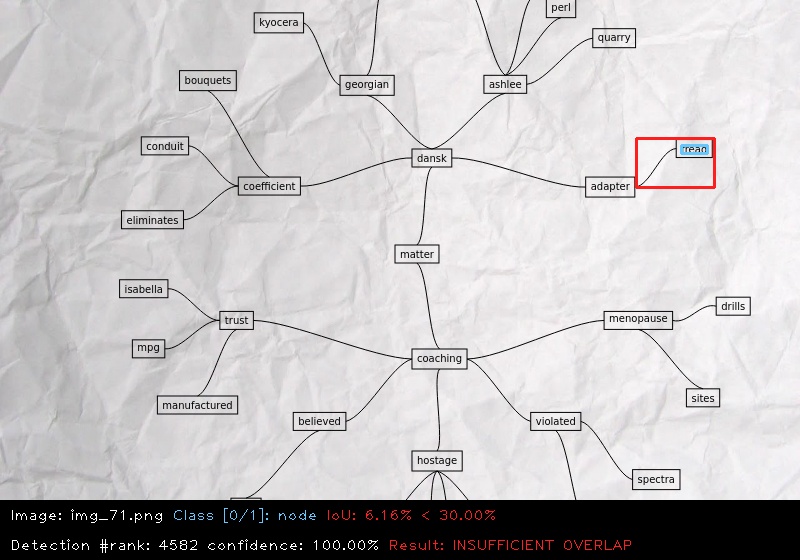 perl
kyocera
quarry
georgian
ashlee
bouquets
conduit
dansk
coefficient
adapter
eliminates
matter
isabella
drills
trust
menopause
mpg
coaching
manufactured
sites
believed
violated
hostage
spectra
Image: img_71.png Class [0/1]: node IoU: 6.16% < 30.00%
Detection #rank: 4582 confidence: 100.00% Result: INSUFFICIENT OVERLAP